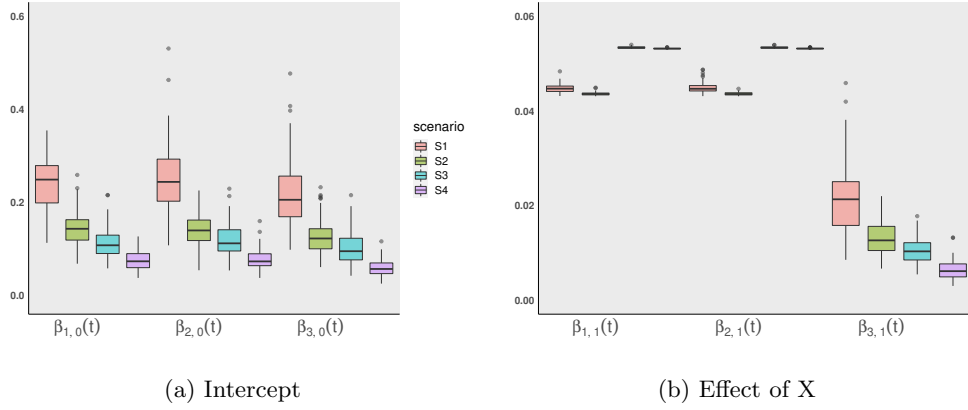 0.6
0.4
0.2
0.0
β1, 0(t)
β2, 0(t)
β3, 0(t)
scenario
S1
S2
S3
S4
0.06
0.04
0.02
0.00
β1, 1(t)
β2, 1(t)
β3, 1(t)
(a) Intercept
(b) Effect of X